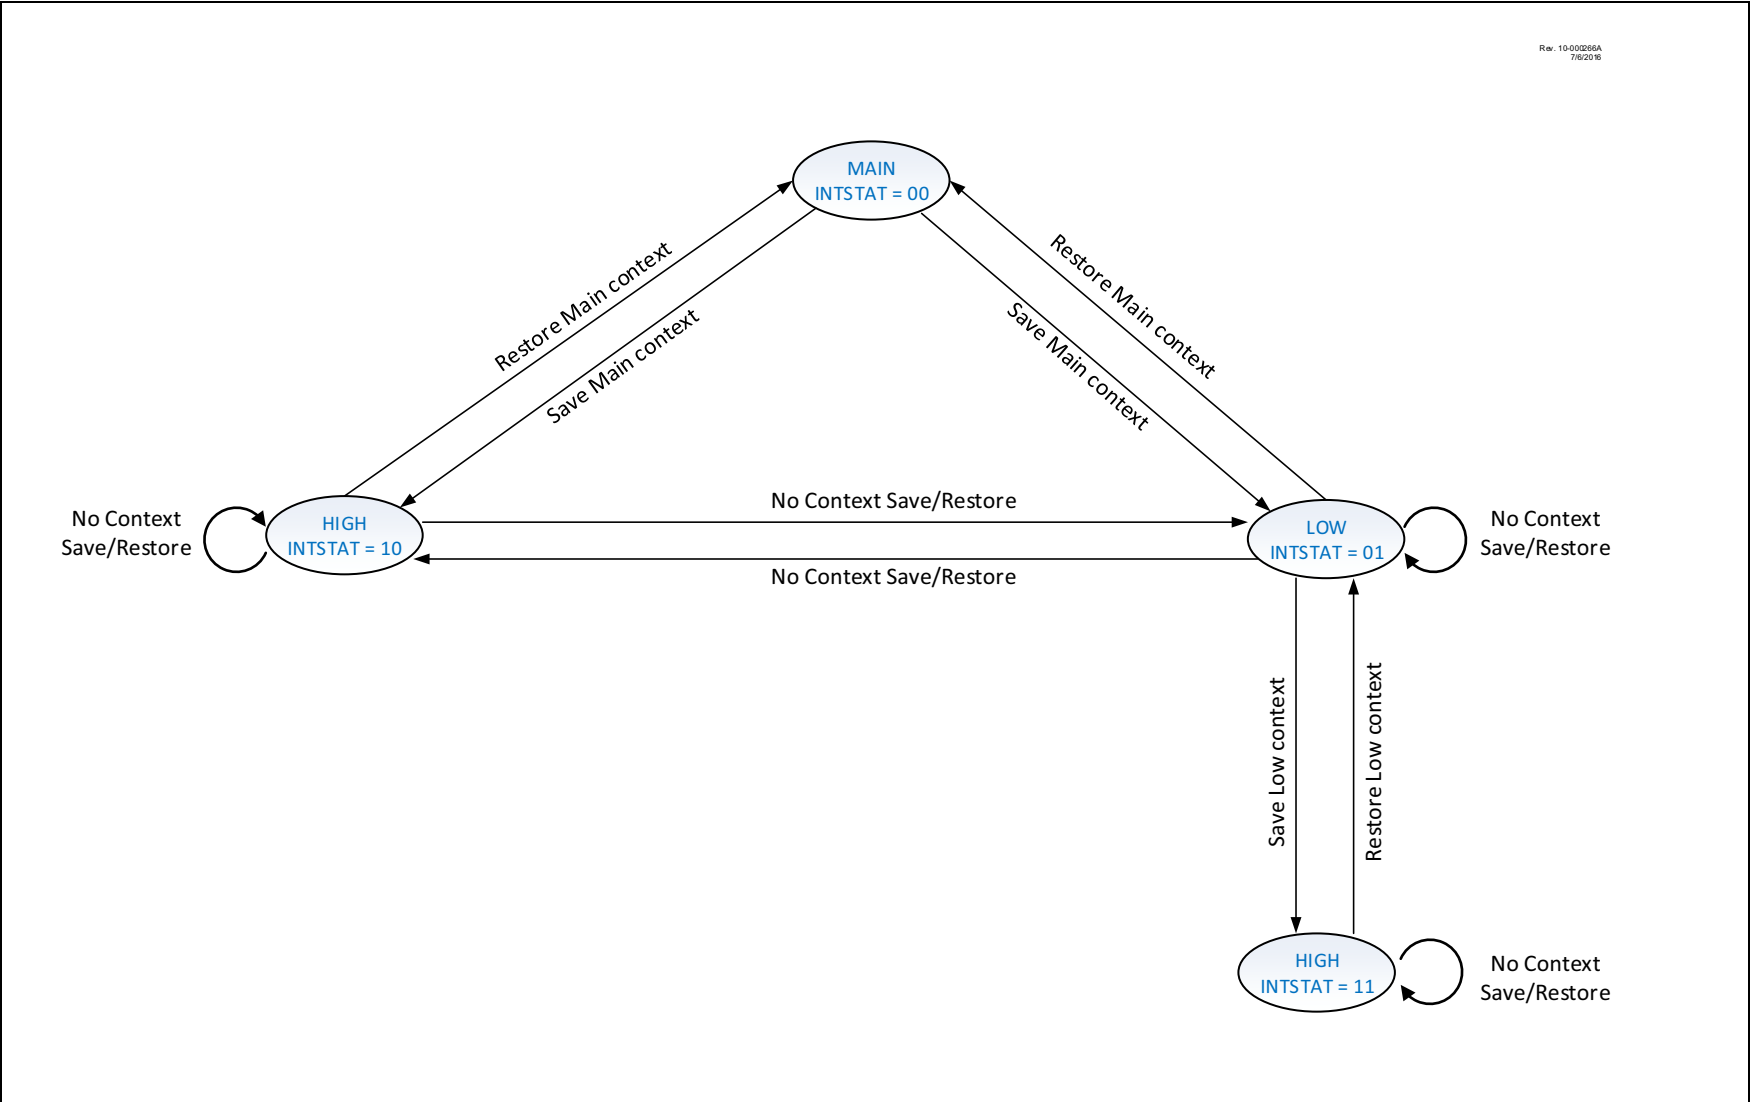 Rev. 10-000266A
7/6/2016
MAIN
INTSTAT = 00
Restore Main context
Save Main context
Restore Main context
Save Main context
No Context
Save/Restore
HIGH
INTSTAT = 10
No Context Save/Restore
No Context Save/Restore
LOW
INTSTAT = 01
No Context
Save/Restore
Save Low context
Restore Low context
HIGH
INTSTAT = 11
No Context
Save/Restore